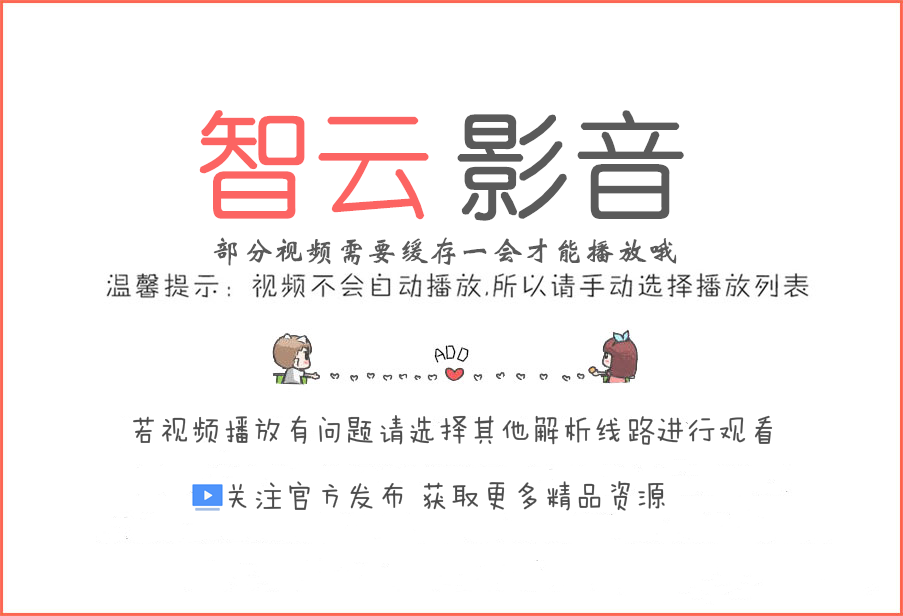 智云影音
部分视频需要缓存一会才能播放哦
温馨提示：视频不会自动播放,所以请手动选择播放列表
ADD
若视频播放有问题请选择其他解析线路进行观看
关注官方发布 获取更多精品资源